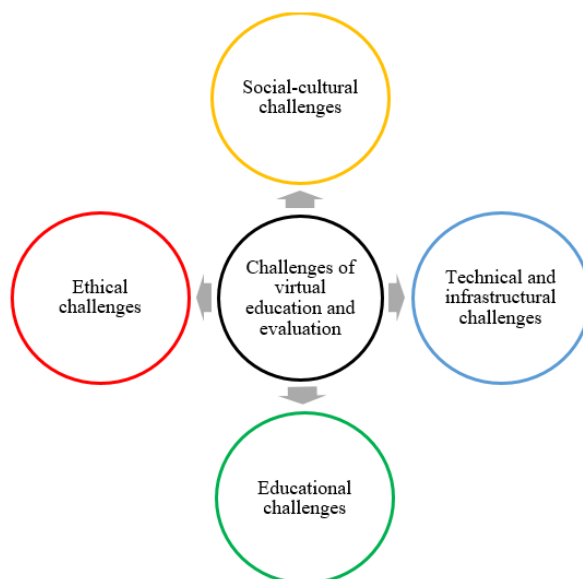 Social-cultural
challenges
Ethical
challenges
Challenges of
virtual
education and
evaluation
Technical and
infrastructural
challenges
Educational
challenges